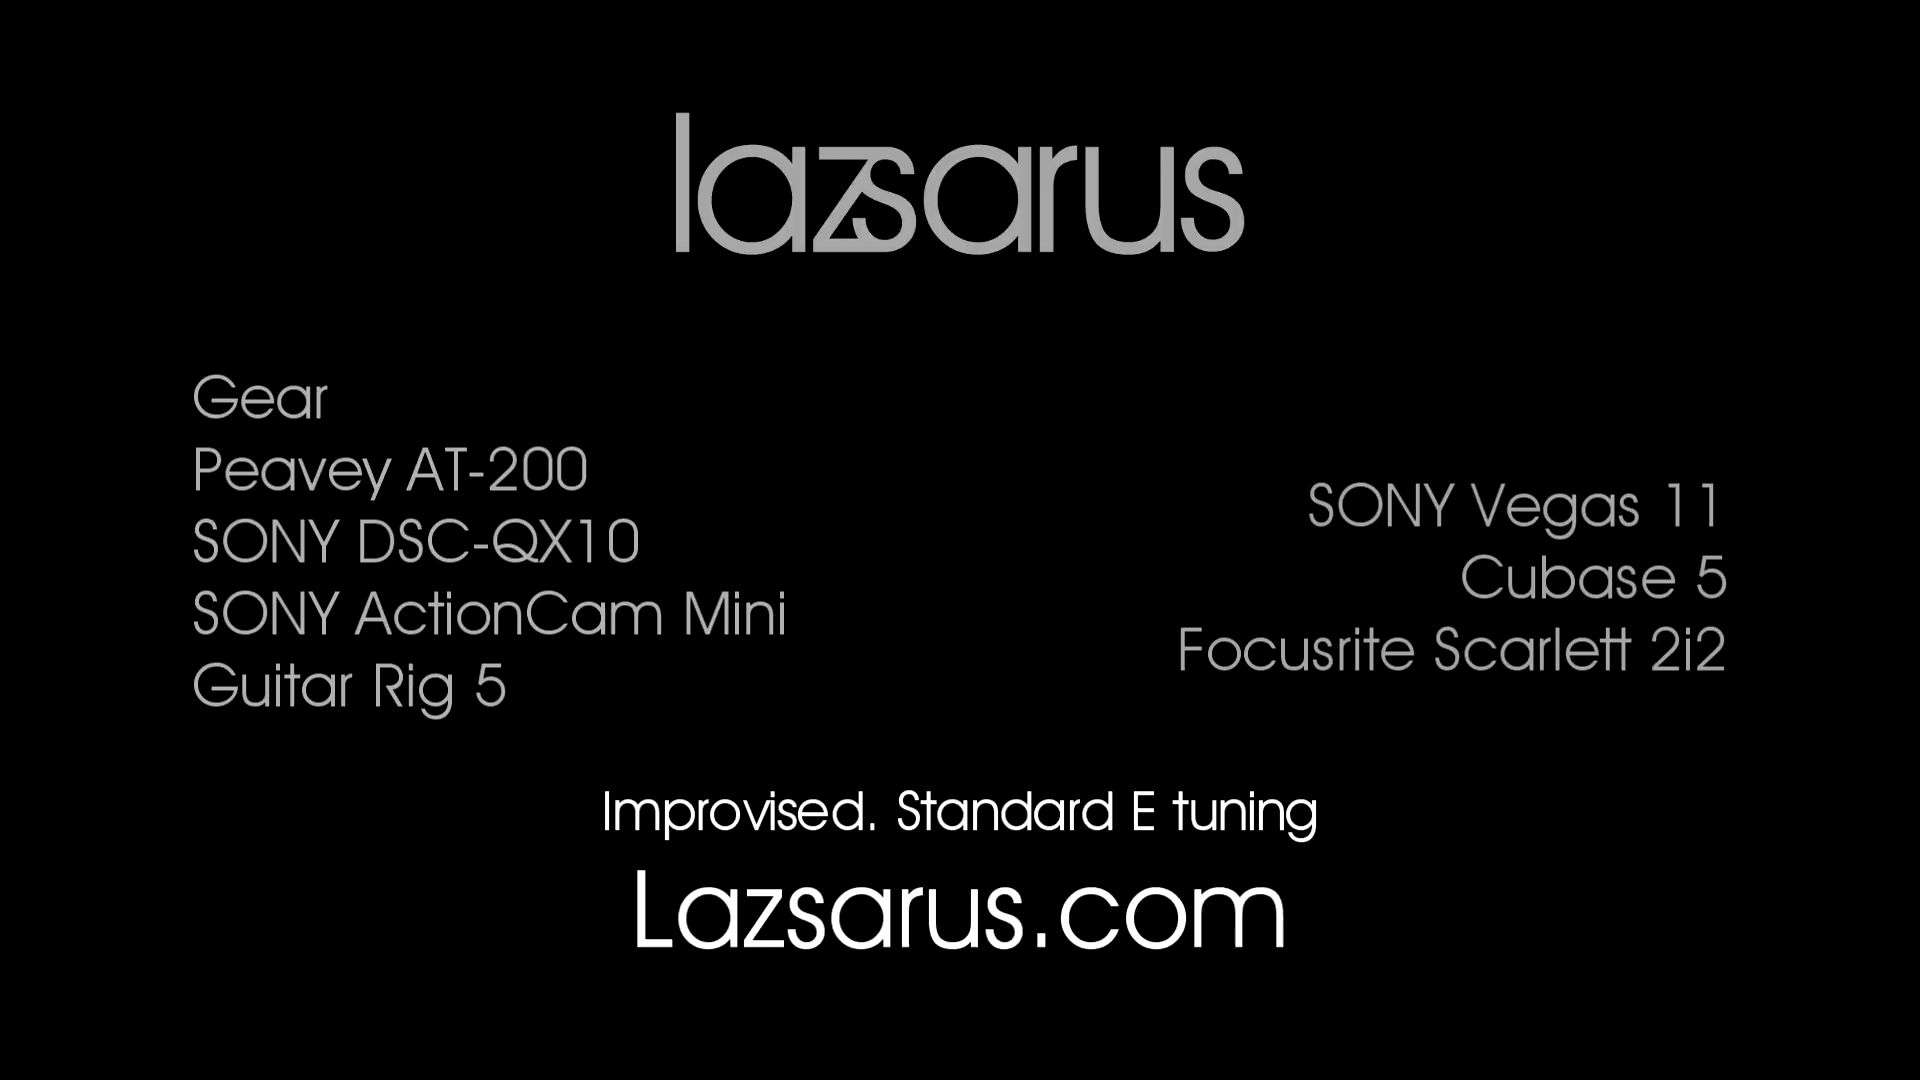 lazsarus
Gear
Peavey AT-200
SONY DSC-QX10
SONY ActionCam Mini
Guitar Rig 5
SONY Vegas 11
Cubase 5
Focusrite Scarlett 2i2
Improvised. Standard E tuning
Lazsarus.com